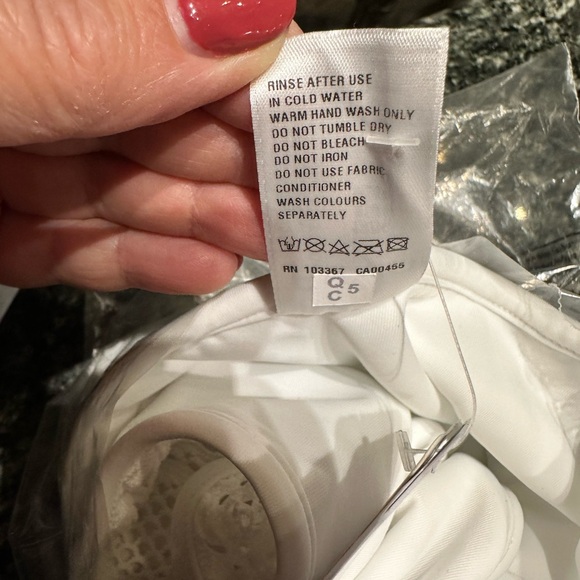 RINSE AFTER USE
IN COLD WATER
WARM HAND WASH ONLY
DO NOT TUMBLE DRY
DO NOT BLEACH
DO NOT IRON
DO NOT USE FABRIC
CONDITIONER
WASH COLOURS
SEPARATELY
RN 103367 CA00455
Q
C 5